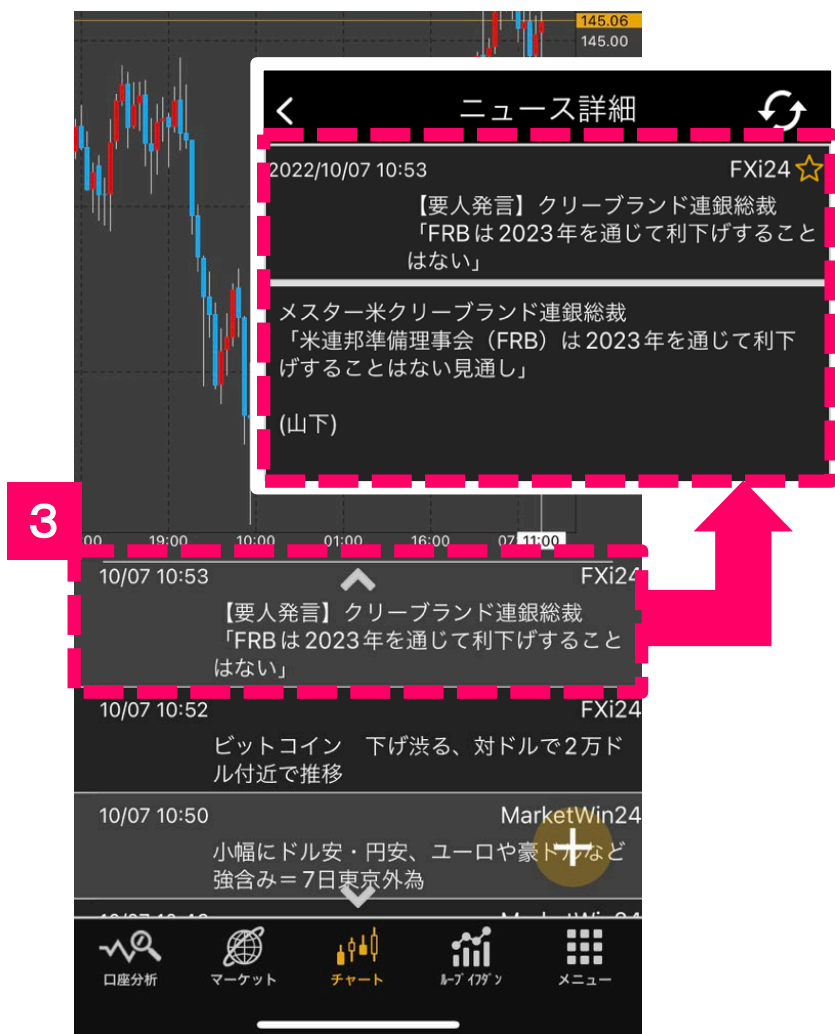 145.06
145.00
ニュース詳細
2022/10/07 10:53 FXi24
【要人発言】クリーブランド連銀総裁
「FRBは2023年を通じて利下げすること
はない」
メスター米クリーブランド連銀総裁
「米連邦準備理事会（FRB）は2023年を通じて利下
げすることはない見通し」
(山下)
3
00 19:00 10:00 01:00 16:00 07 11:00
10/07 10:53 FXi24
【要人発言】クリーブランド連銀総裁
「FRBは2023年を通じて利下げすること
はない」
10/07 10:52 FXi24
ビットコイン　下げ渋る、対ドルで2万ド
ル付近で推移
10/07 10:50 MarketWin24
小幅にドル安・円安、ユーロや豪ドルなど
強含み＝7日東京外為
口座分析 マーケット チャート ﾙｰﾌﾟｲﾌﾀﾞﾝ メニュー